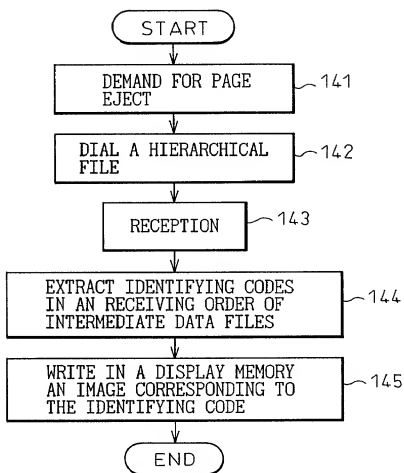 START
DEMAND FOR PAGE
EJECT
141
DIAL A HIERARCHICAL
FILE
142
RECEPTION
143
EXTRACT IDENTIFYING CODES
IN AN RECEIVING ORDER OF
INTERMEDIATE DATA FILES
144
WRITE IN A DISPLAY MEMORY
AN IMAGE CORRESPONDING TO
THE IDENTIFYING CODE
145
END